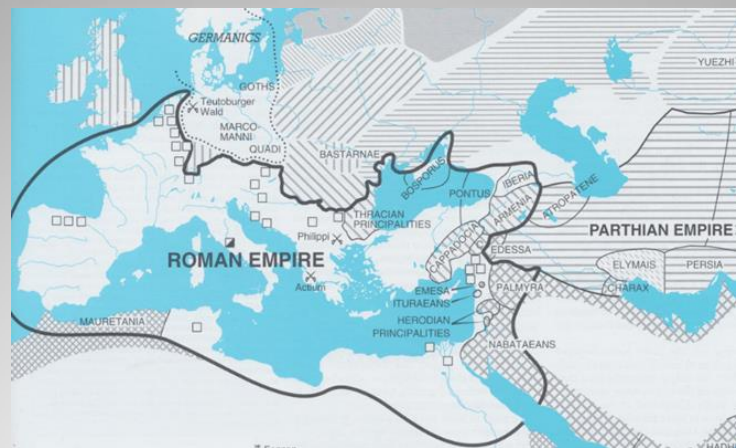 GERMANICS
YUEZHI
GOTHS
Teutoburger
Wald
MARCO-
MANNI
QUADI
BASTARNAE
BOSPORUS
IBERIA
PONTUS
ARMENIA
ATROPATENE
THRACIAN
PRINCIPALITIES
CAPPADOCIA
Philippi
PARTHIAN EMPIRE
EDESSA
ROMAN EMPIRE
ELYMAIS
PERSIA
Actium
EMESA
PALMYRA
CHARAX
ITURAEANS
MAURETANIA
HERODIAN
PRINCIPALITIES
NABATAEANS